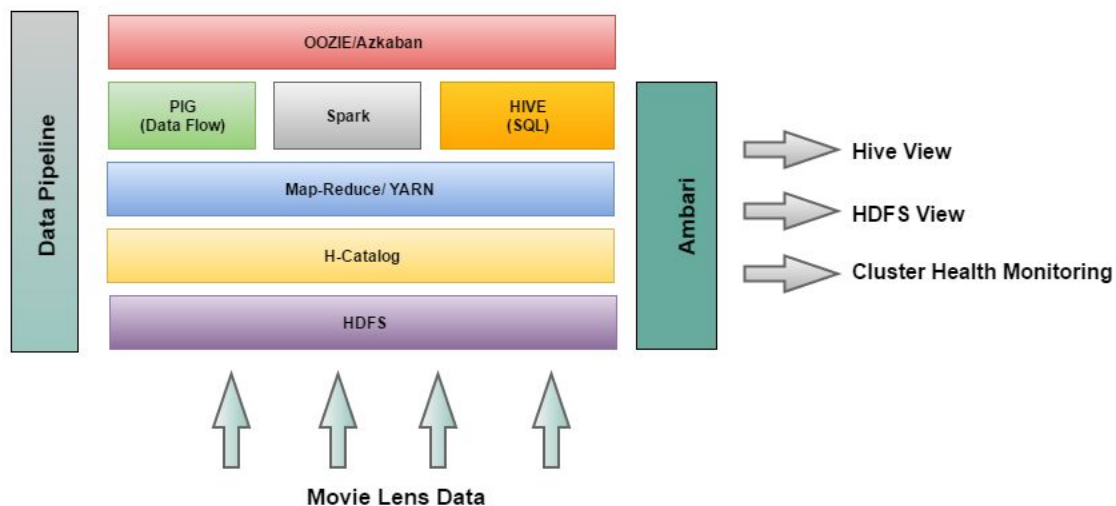 Data Pipeline
OOZIE/Azkaban
PIG
(Data Flow)
Spark
HIVE
(SQL)
Map-Reduce/ YARN
H-Catalog
HDFS
Ambari
Hive View
HDFS View
Cluster Health Monitoring
Movie Lens Data